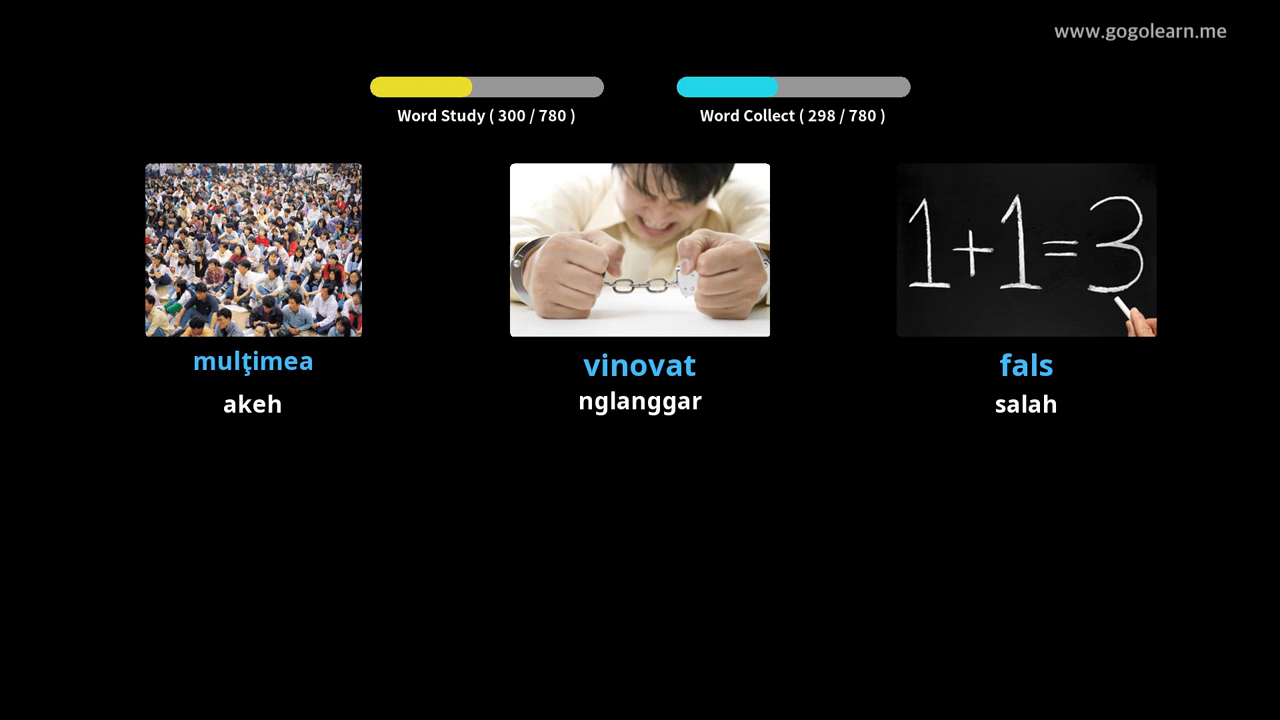 www.gogolearn.me
Word Study ( 300 / 780 )
Word Collect ( 298 / 780 )
1+1=3
mulţimea
vinovat
fals
akeh
nglanggar
salah